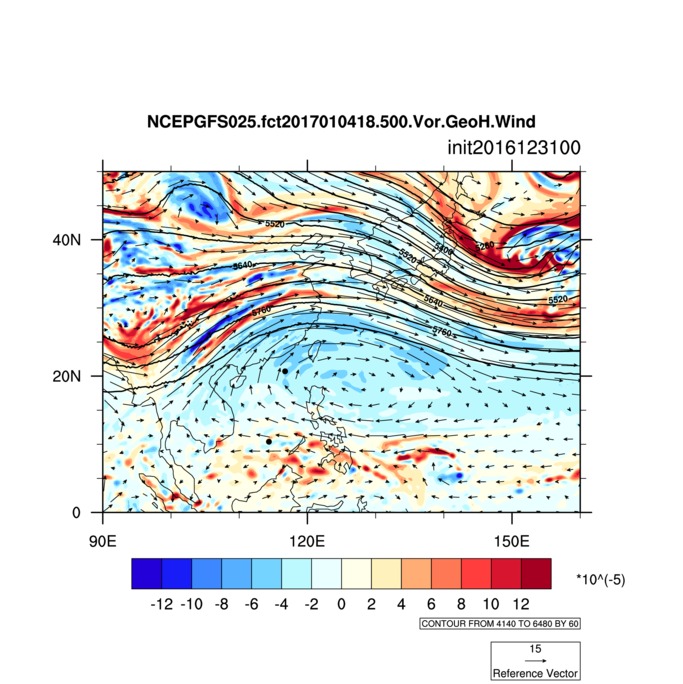 NCEPGFS025.fct2017010418.500.Vor.GeoH.Wind
init2016123100
5520
5400
5260
40N
5520
5640
5640
5520
5760
5760
20N
0
90E 120E 150E
-12 -10 -8 -6 -4 -2 0 2 4 6 8 10 12
*10^(-5)
CONTOUR FROM 4140 TO 6480 BY 60
15
Reference Vector